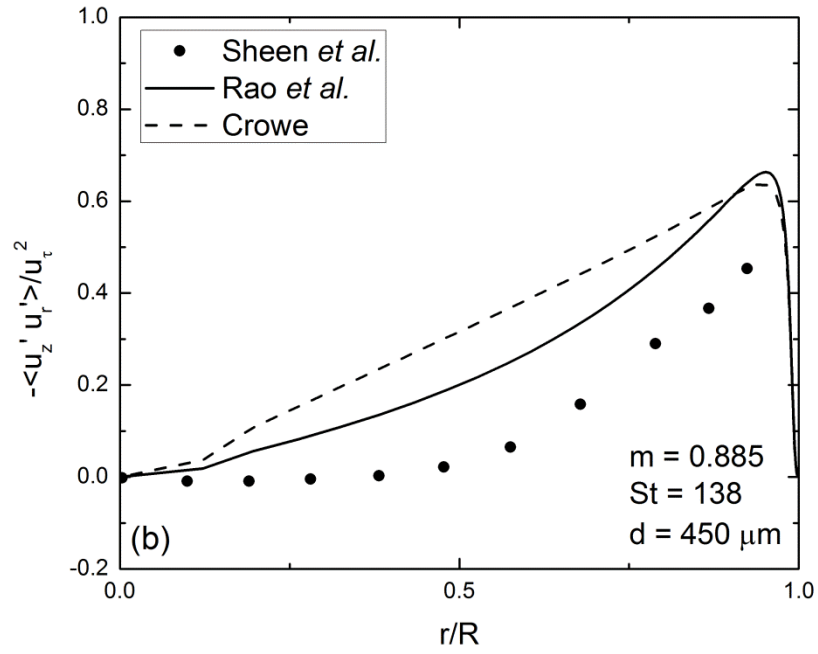 1.0
0.8
0.6
0.4
0.2
0.0
-0.2
-<u_z' u_r'>/u_τ^2
Sheen et al.
Rao et al.
Crowe
m = 0.885
St = 138
d = 450 μm
(b)
0.0 0.5 1.0
r/R